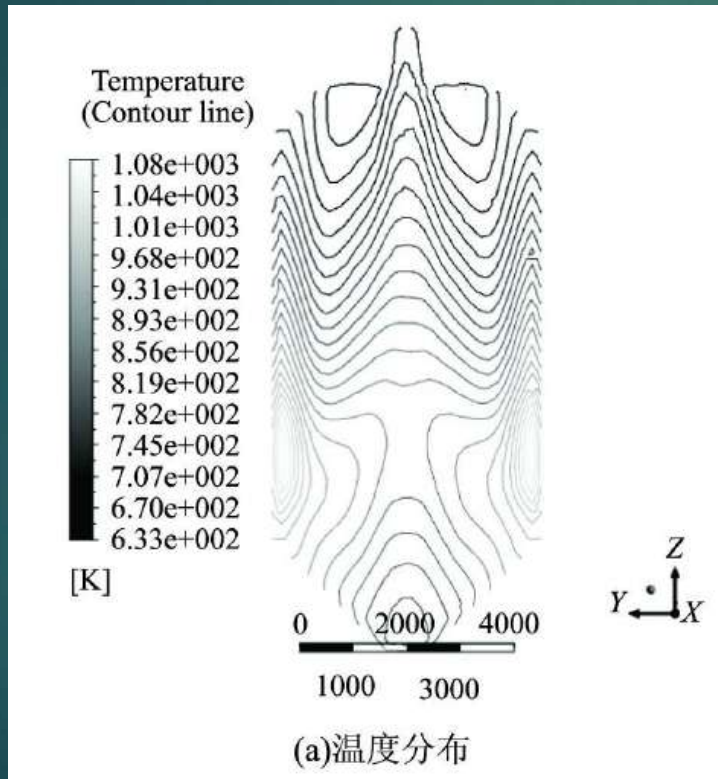 Temperature
(Contour line)
1.08e+003
1.04e+003
1.01e+003
9.68e+002
9.31e+002
8.93e+002
8.56e+002
8.19e+002
7.82e+002
7.45e+002
7.07e+002
6.70e+002
6.33e+002
[K]
Z
Y
X
0 2000 4000
1000 3000
(a)温度分布